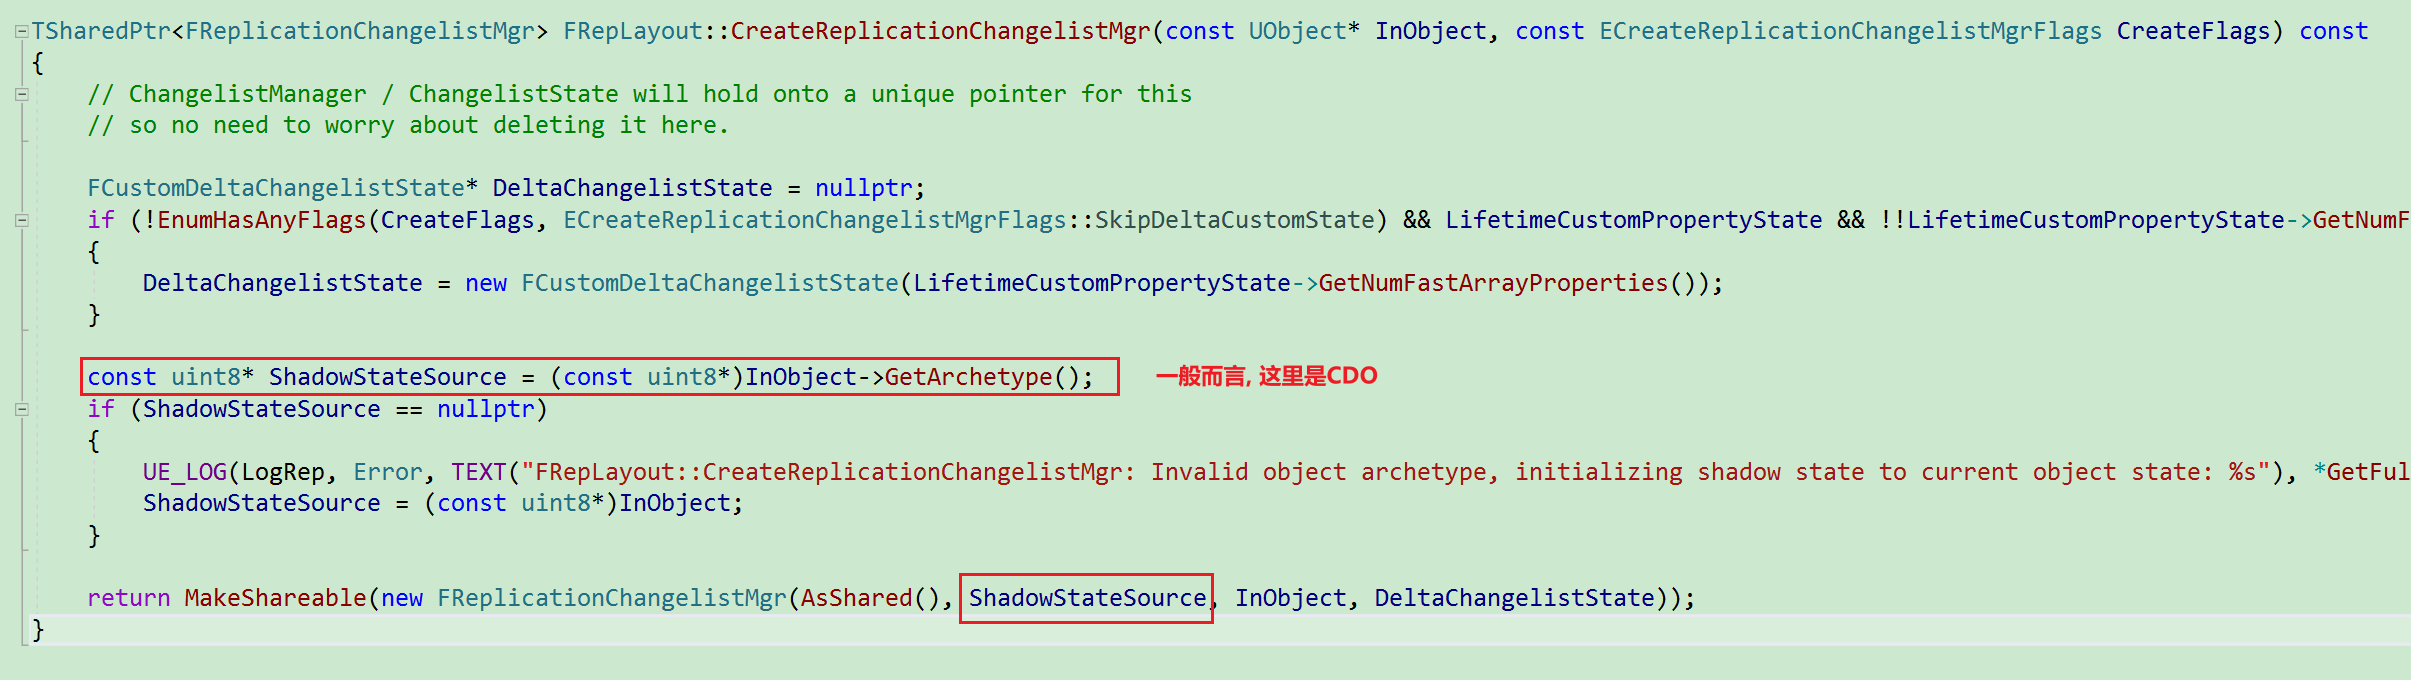 TSharedPtr<FReplicationChangelistMgr> FRepLayout::CreateReplicationChangelistMgr(const UObject* InObject, const ECreateReplicationChangelistMgrFlags CreateFlags) const
{
// ChangelistManager / ChangelistState will hold onto a unique pointer for this
// so no need to worry about deleting it here.
FCustomDeltaChangelistState* DeltaChangelistState = nullptr;
if (!EnumHasAnyFlags(CreateFlags, ECreateReplicationChangelistMgrFlags::SkipDeltaCustomState) && LifetimeCustomPropertyState && !!LifetimeCustomPropertyState->GetNumF
{
DeltaChangelistState = new FCustomDeltaChangelistState(LifetimeCustomPropertyState->GetNumFastArrayProperties());
}
const uint8* ShadowStateSource = (const uint8*)InObject->GetArchetype(); 一般而言, 这里是CDO
if (ShadowStateSource == nullptr)
{
UE_LOG(LogRep, Error, TEXT("FRepLayout::CreateReplicationChangelistMgr: Invalid object archetype, initializing shadow state to current object state: %s"), *GetFul
ShadowStateSource = (const uint8*)InObject;
}
return MakeShareable(new FReplicationChangelistMgr(AsShared(), ShadowStateSource, InObject, DeltaChangelistState));
}